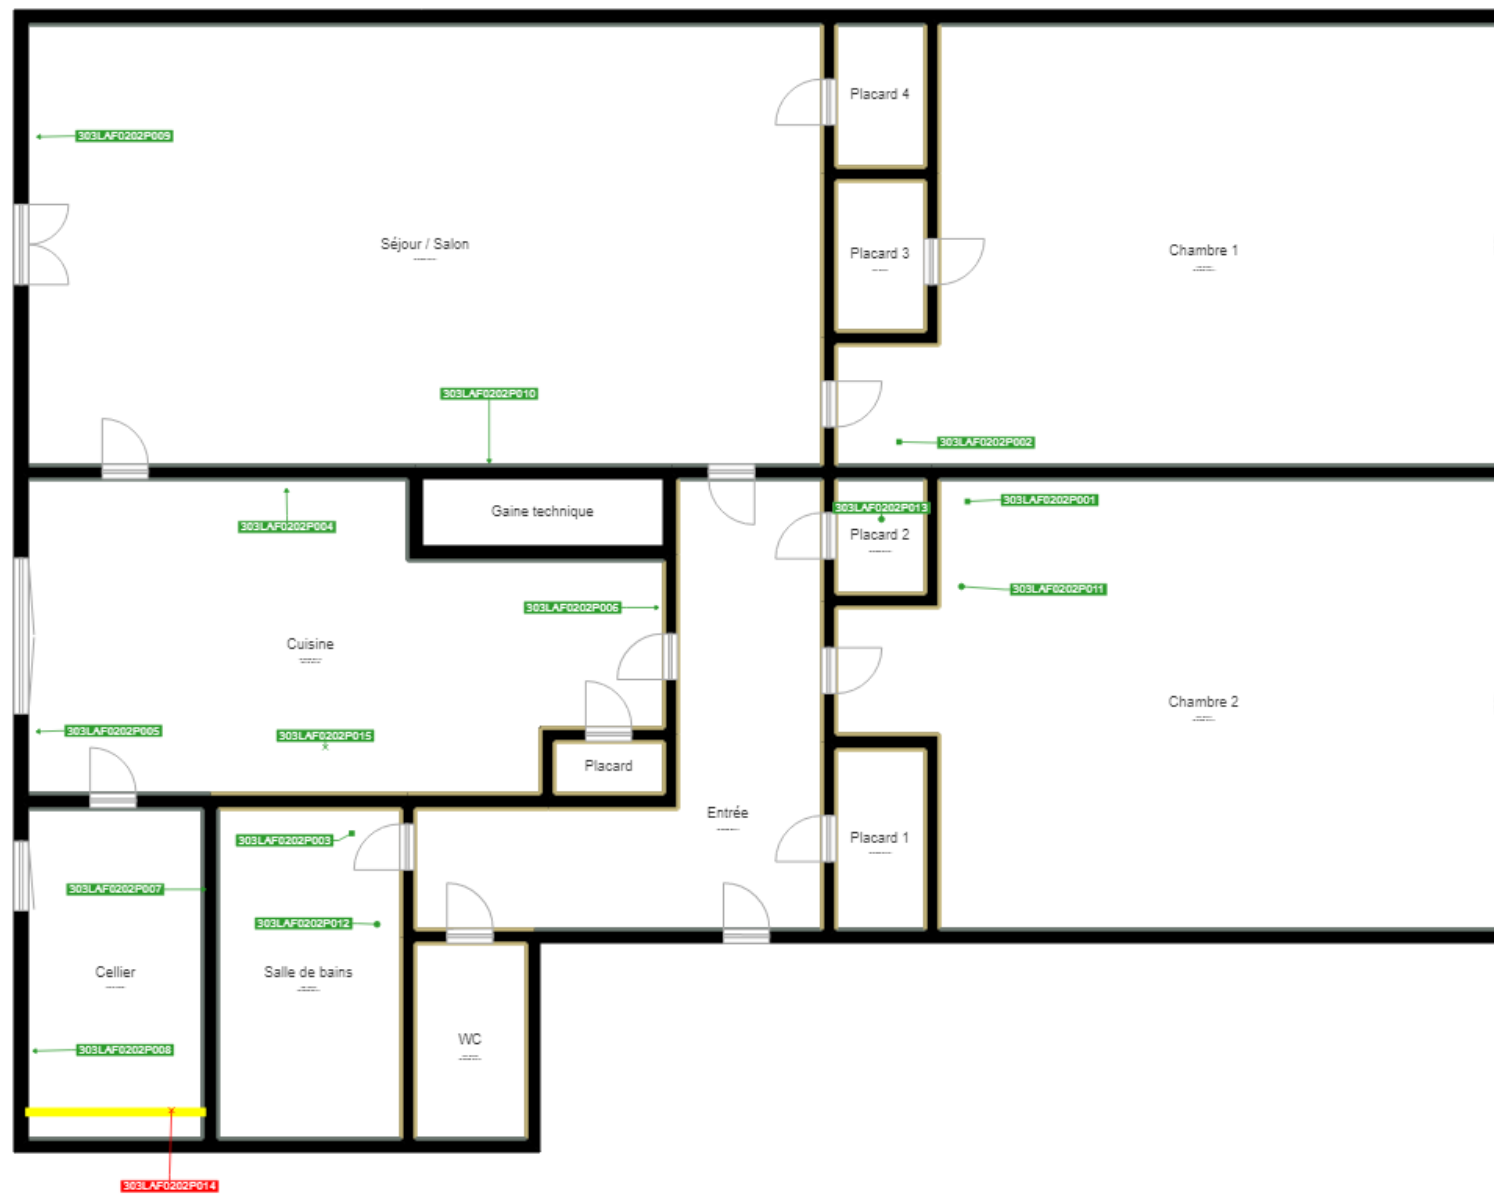 Placard 4
303LAF0202P009
Séjour / Salon
Placard 3
Chambre 1
303LAF0202P010
303LAF0202P002
303LAF0202P004
Gaine technique
303LAF0202P013
303LAF0202P001
Placard 2
303LAF0202P006
303LAF0202P011
Cuisine
Chambre 2
303LAF0202P005
303LAF0202P015
Placard
Entrée
303LAF0202P003
Placard 1
303LAF0202P007
303LAF0202P012
Cellier
Salle de bains
WC
303LAF0202P008
303LAF0202P014